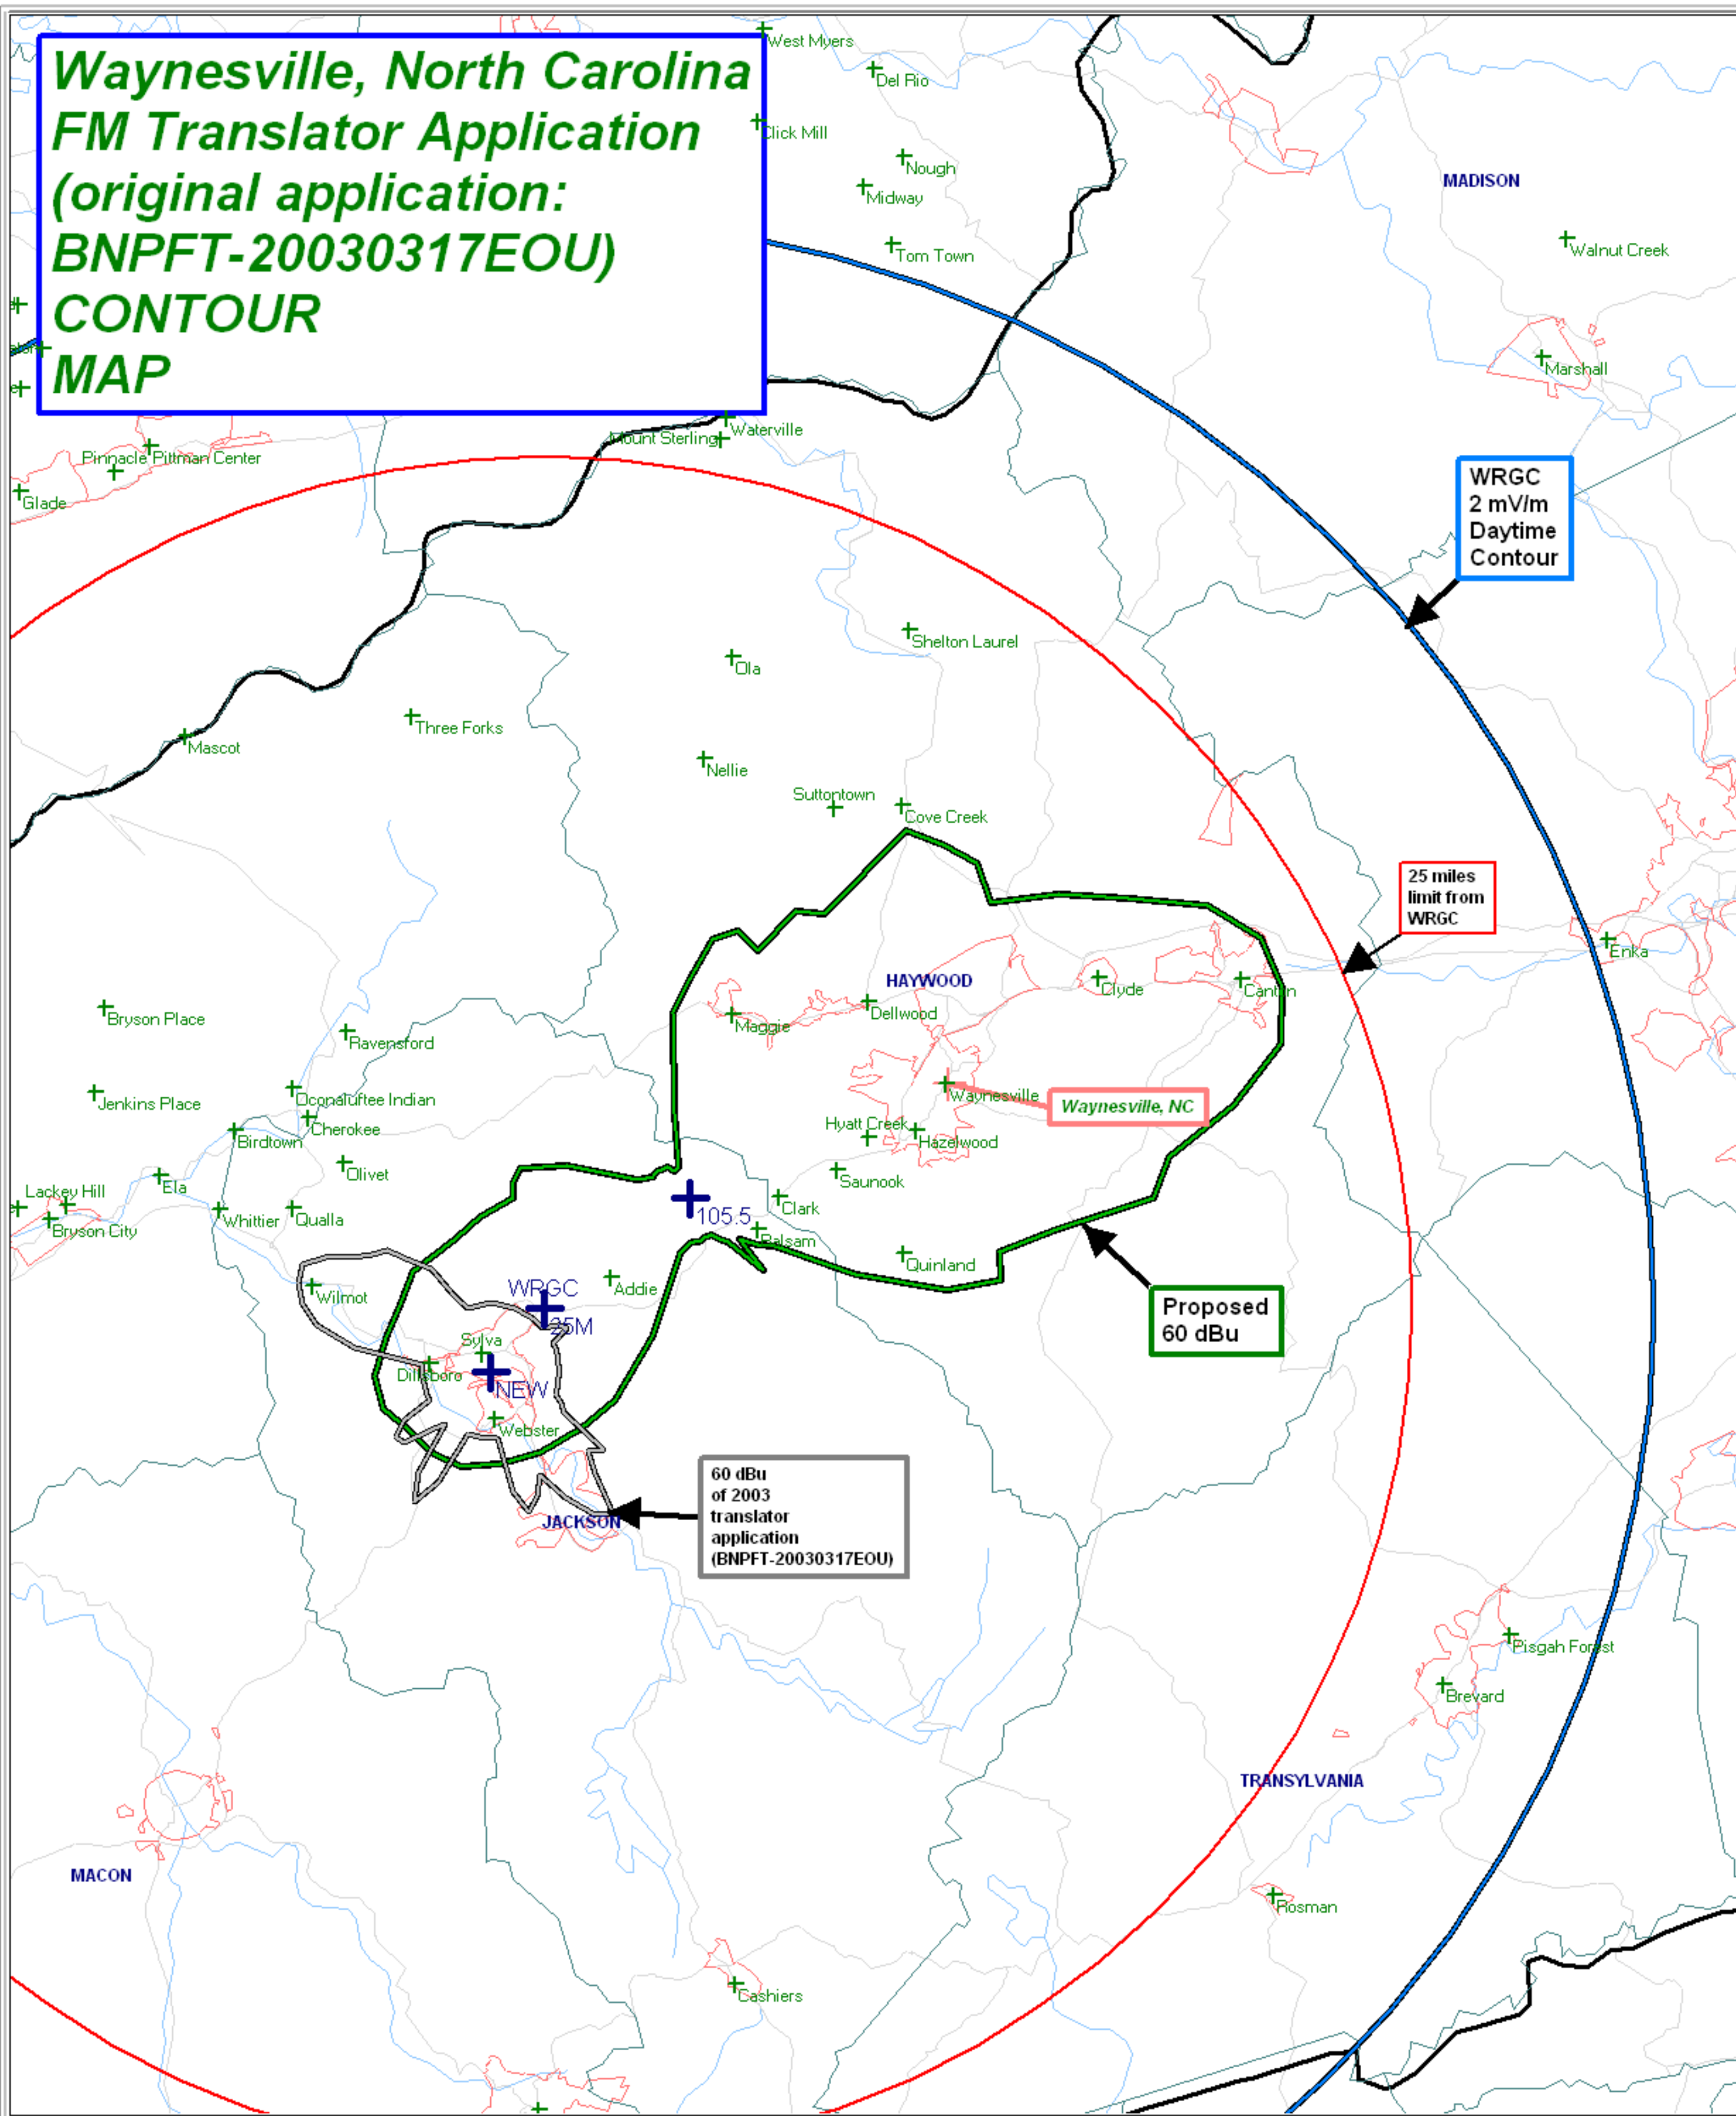 Waynesville, North Carolina
FM Translator Application
(original application:
BNPFT-20030317EOU)
CONTOUR
MAP
West Myers
Del Rio
Click Mill
Nough
Midway
Tom Town
MADISON
Walnut Creek
Marshall
Waterville
Mount Sterling
Pinnacle
Pittman Center
Glade
WRGC
2 mV/m
Daytime
Contour
Shelton Laurel
Ola
Three Forks
Mascot
Nellie
Suttontown
Cove Creek
25 miles
limit from
WRGC
Enka
HAYWOOD
Clyde
Canton
Dellwood
Maggie
Bryson Place
Ravensford
Jenkins Place
Oconaluftee Indian
Cherokee
Birdtown
Waynesville
Waynesville, NC
Hyatt Creek
Hazelwood
Olivet
Ela
Saunook
Lackey Hill
Bryson City
Whittier
Qualla
Clark
105.5
Balsam
Quinland
Addie
Wilmot
WRGC
25M
Proposed
60 dBu
Sylva
Dillsboro
NEW
Webster
60 dBu
of 2003
translator
application
(BNPFT-20030317EOU)
JACKSON
Pisgah Forest
Brevard
TRANSYLVANIA
MACON
Rosman
Cashiers